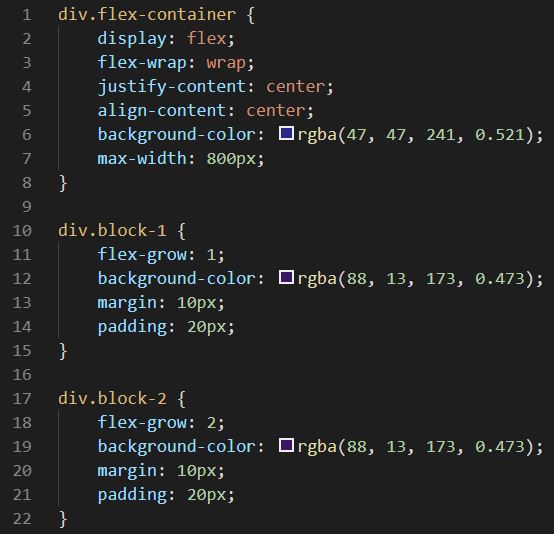 1 div.flex-container {
2     display: flex;
3     flex-wrap: wrap;
4     justify-content: center;
5     align-content: center;
6     background-color: rgba(47, 47, 241, 0.521);
7     max-width: 800px;
8 }
9
10 div.block-1 {
11     flex-grow: 1;
12     background-color: rgba(88, 13, 173, 0.473);
13     margin: 10px;
14     padding: 20px;
15 }
16
17 div.block-2 {
18     flex-grow: 2;
19     background-color: rgba(88, 13, 173, 0.473);
20     margin: 10px;
21     padding: 20px;
22 }